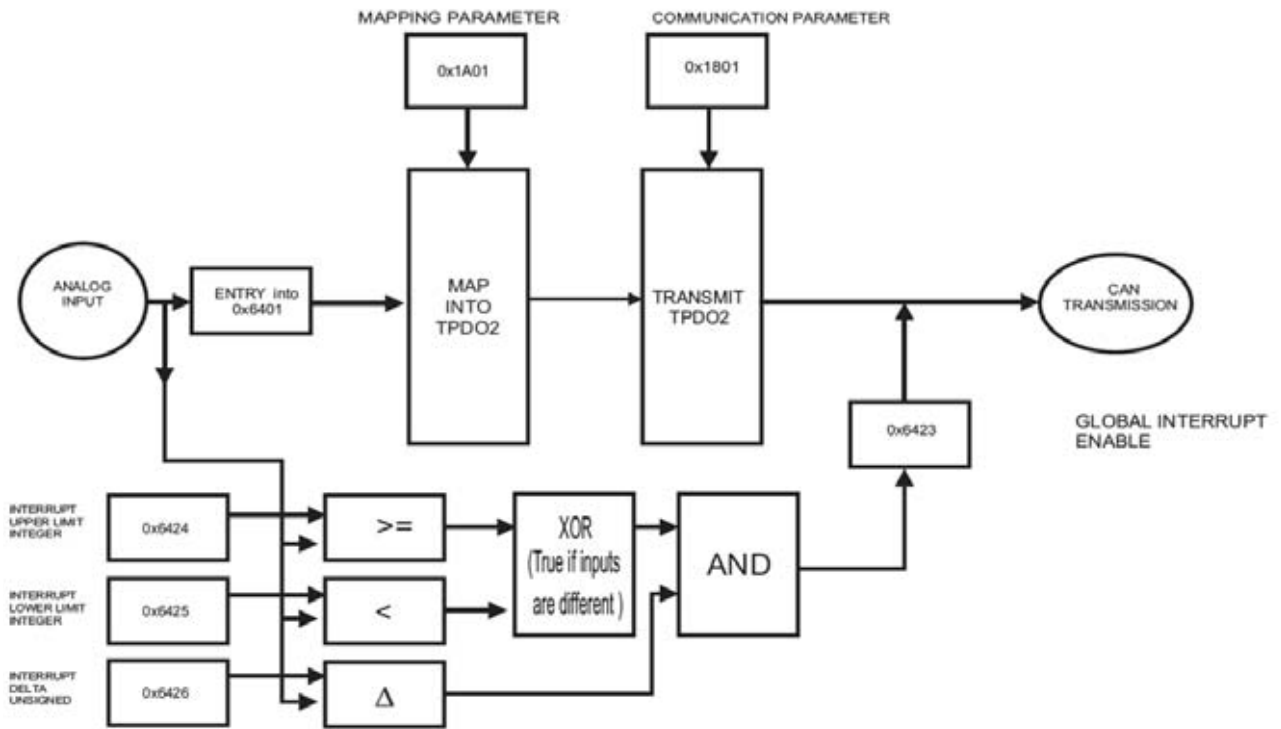 MAPPING PARAMETER
COMMUNICATION PARAMETER
0x1A01
0x1801
ANALOG
INPUT
ENTRY into
0x6401
MAP
INTO
TPDO2
TRANSMIT
TPDO2
CAN
TRANSMISSION
0x6423
GLOBAL INTERRUPT
ENABLE
INTERRUPT
UPPER LIMIT
INTEGER
0x6424
>=
XOR
(True if inputs
are different )
AND
INTERRUPT
LOWER LIMIT
INTEGER
0x6425
<
INTERRUPT
DELTA
UNSIGNED
0x6426
Δ